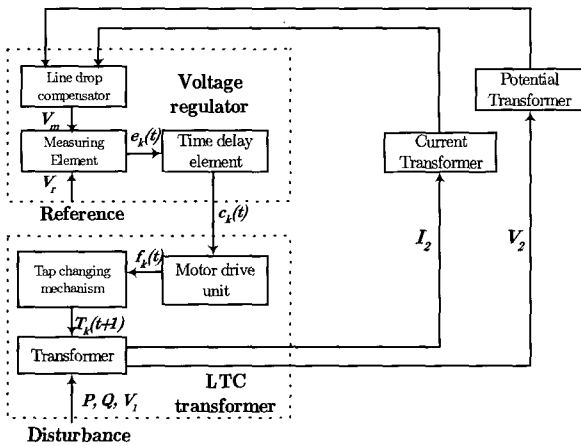 Line drop
compensator
Voltage
regulator
Potential
Transformer
V_m
Measuring
Element
e_k(t)
Time delay
element
Current
Transformer
V_r
Reference
c_k(t)
I_2
V_2
Tap changing
mechanism
f_k(t)
Motor drive
unit
T_k(t+1)
Transformer
LTC
transformer
P, Q, V_1
Disturbance